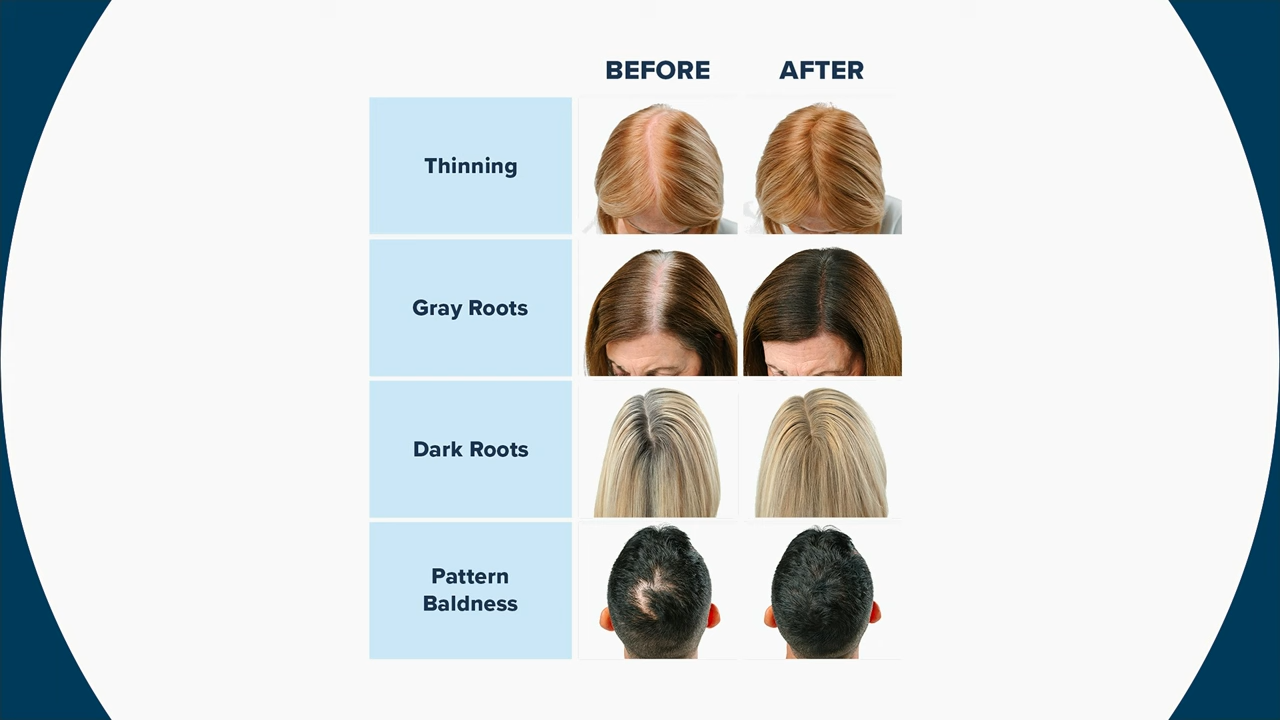 BEFORE AFTER
Thinning
Gray Roots
Dark Roots
Pattern
Baldness